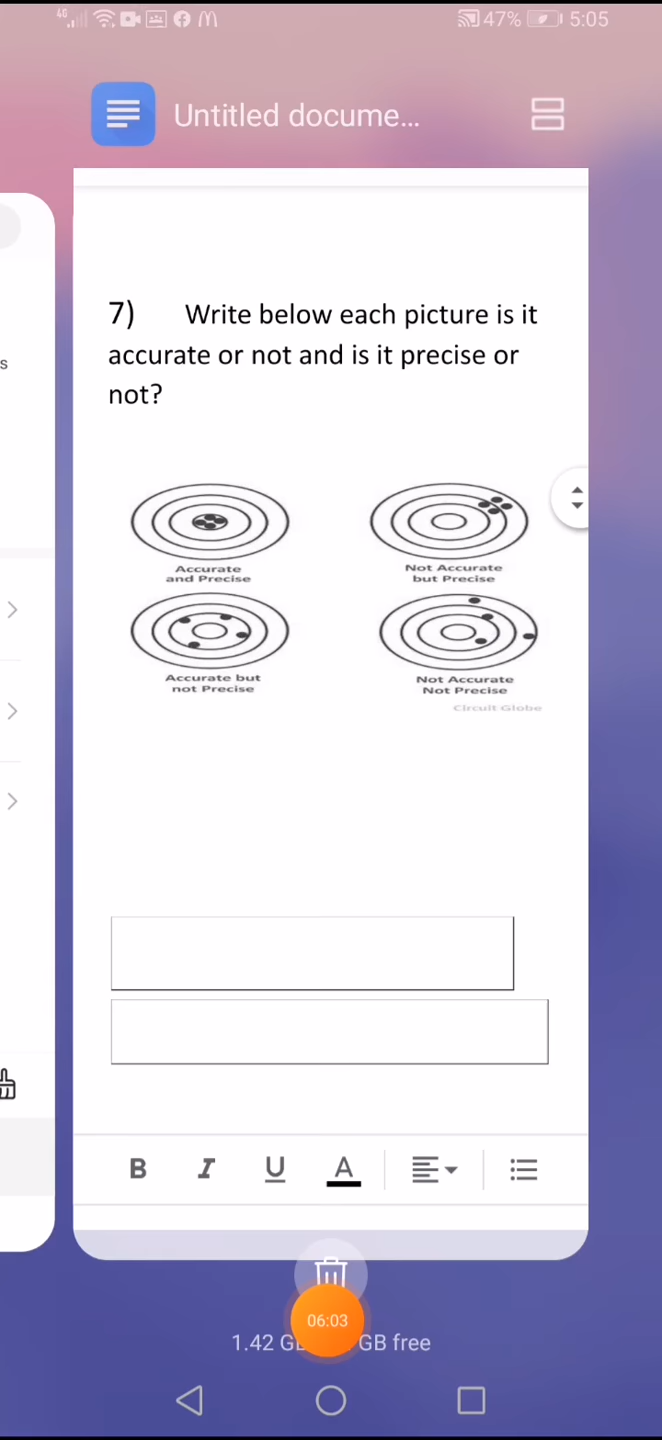 4G 47% 5:05
Untitled docume...
s
7) Write below each picture is it
accurate or not and is it precise or
not?
Accurate
and Precise
Not Accurate
but Precise
Accurate but
not Precise
Not Accurate
Not Precise
Circuit Globe
B I U A
06:03
1.42 G GB free